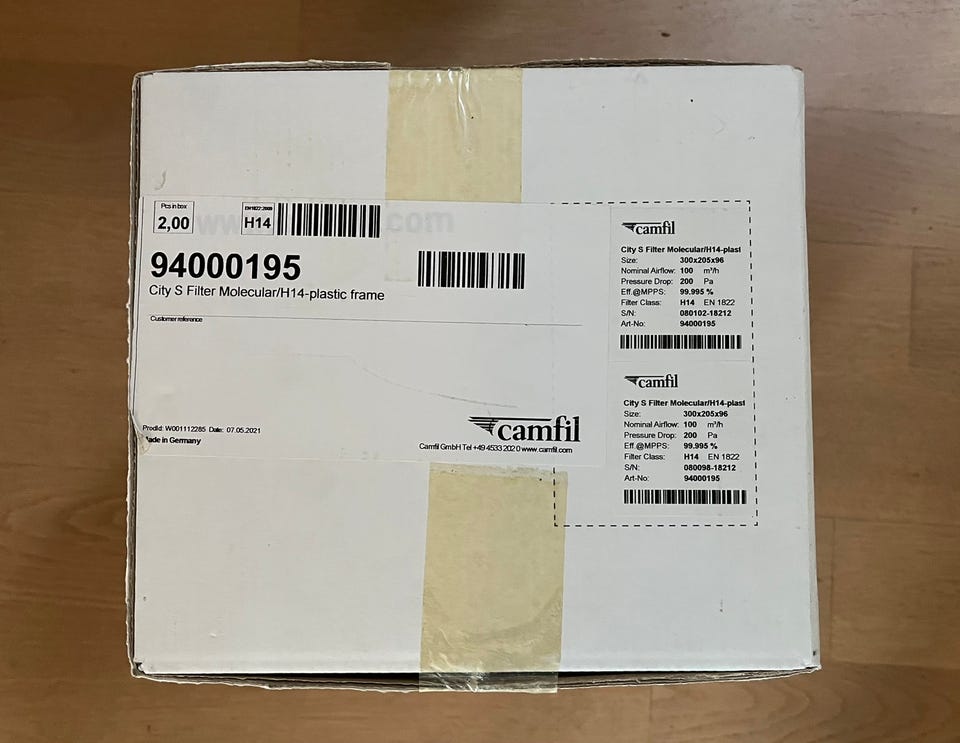 Pcs in box
2,00
EN1822:2009
H14
www. .com
94000195
City S Filter Molecular/H14-plastic frame
Customer reference
ProdId: W001112285 Date: 07.05.2021
Made in Germany
camfil
Camfil GmbH Tel +49 4533 202 0 www.camfil.com
camfil
City S Filter Molecular/H14-plast
Size: 300x205x96
Nominal Airflow: 100 m³/h
Pressure Drop: 200 Pa
Eff.@MPPS: 99.995 %
Filter Class: H14 EN 1822
S/N: 080102-18212
Art-No: 94000195
camfil
City S Filter Molecular/H14-plast
Size: 300x205x96
Nominal Airflow: 100 m³/h
Pressure Drop: 200 Pa
Eff.@MPPS: 99.995 %
Filter Class: H14 EN 1822
S/N: 080098-18212
Art-No: 94000195